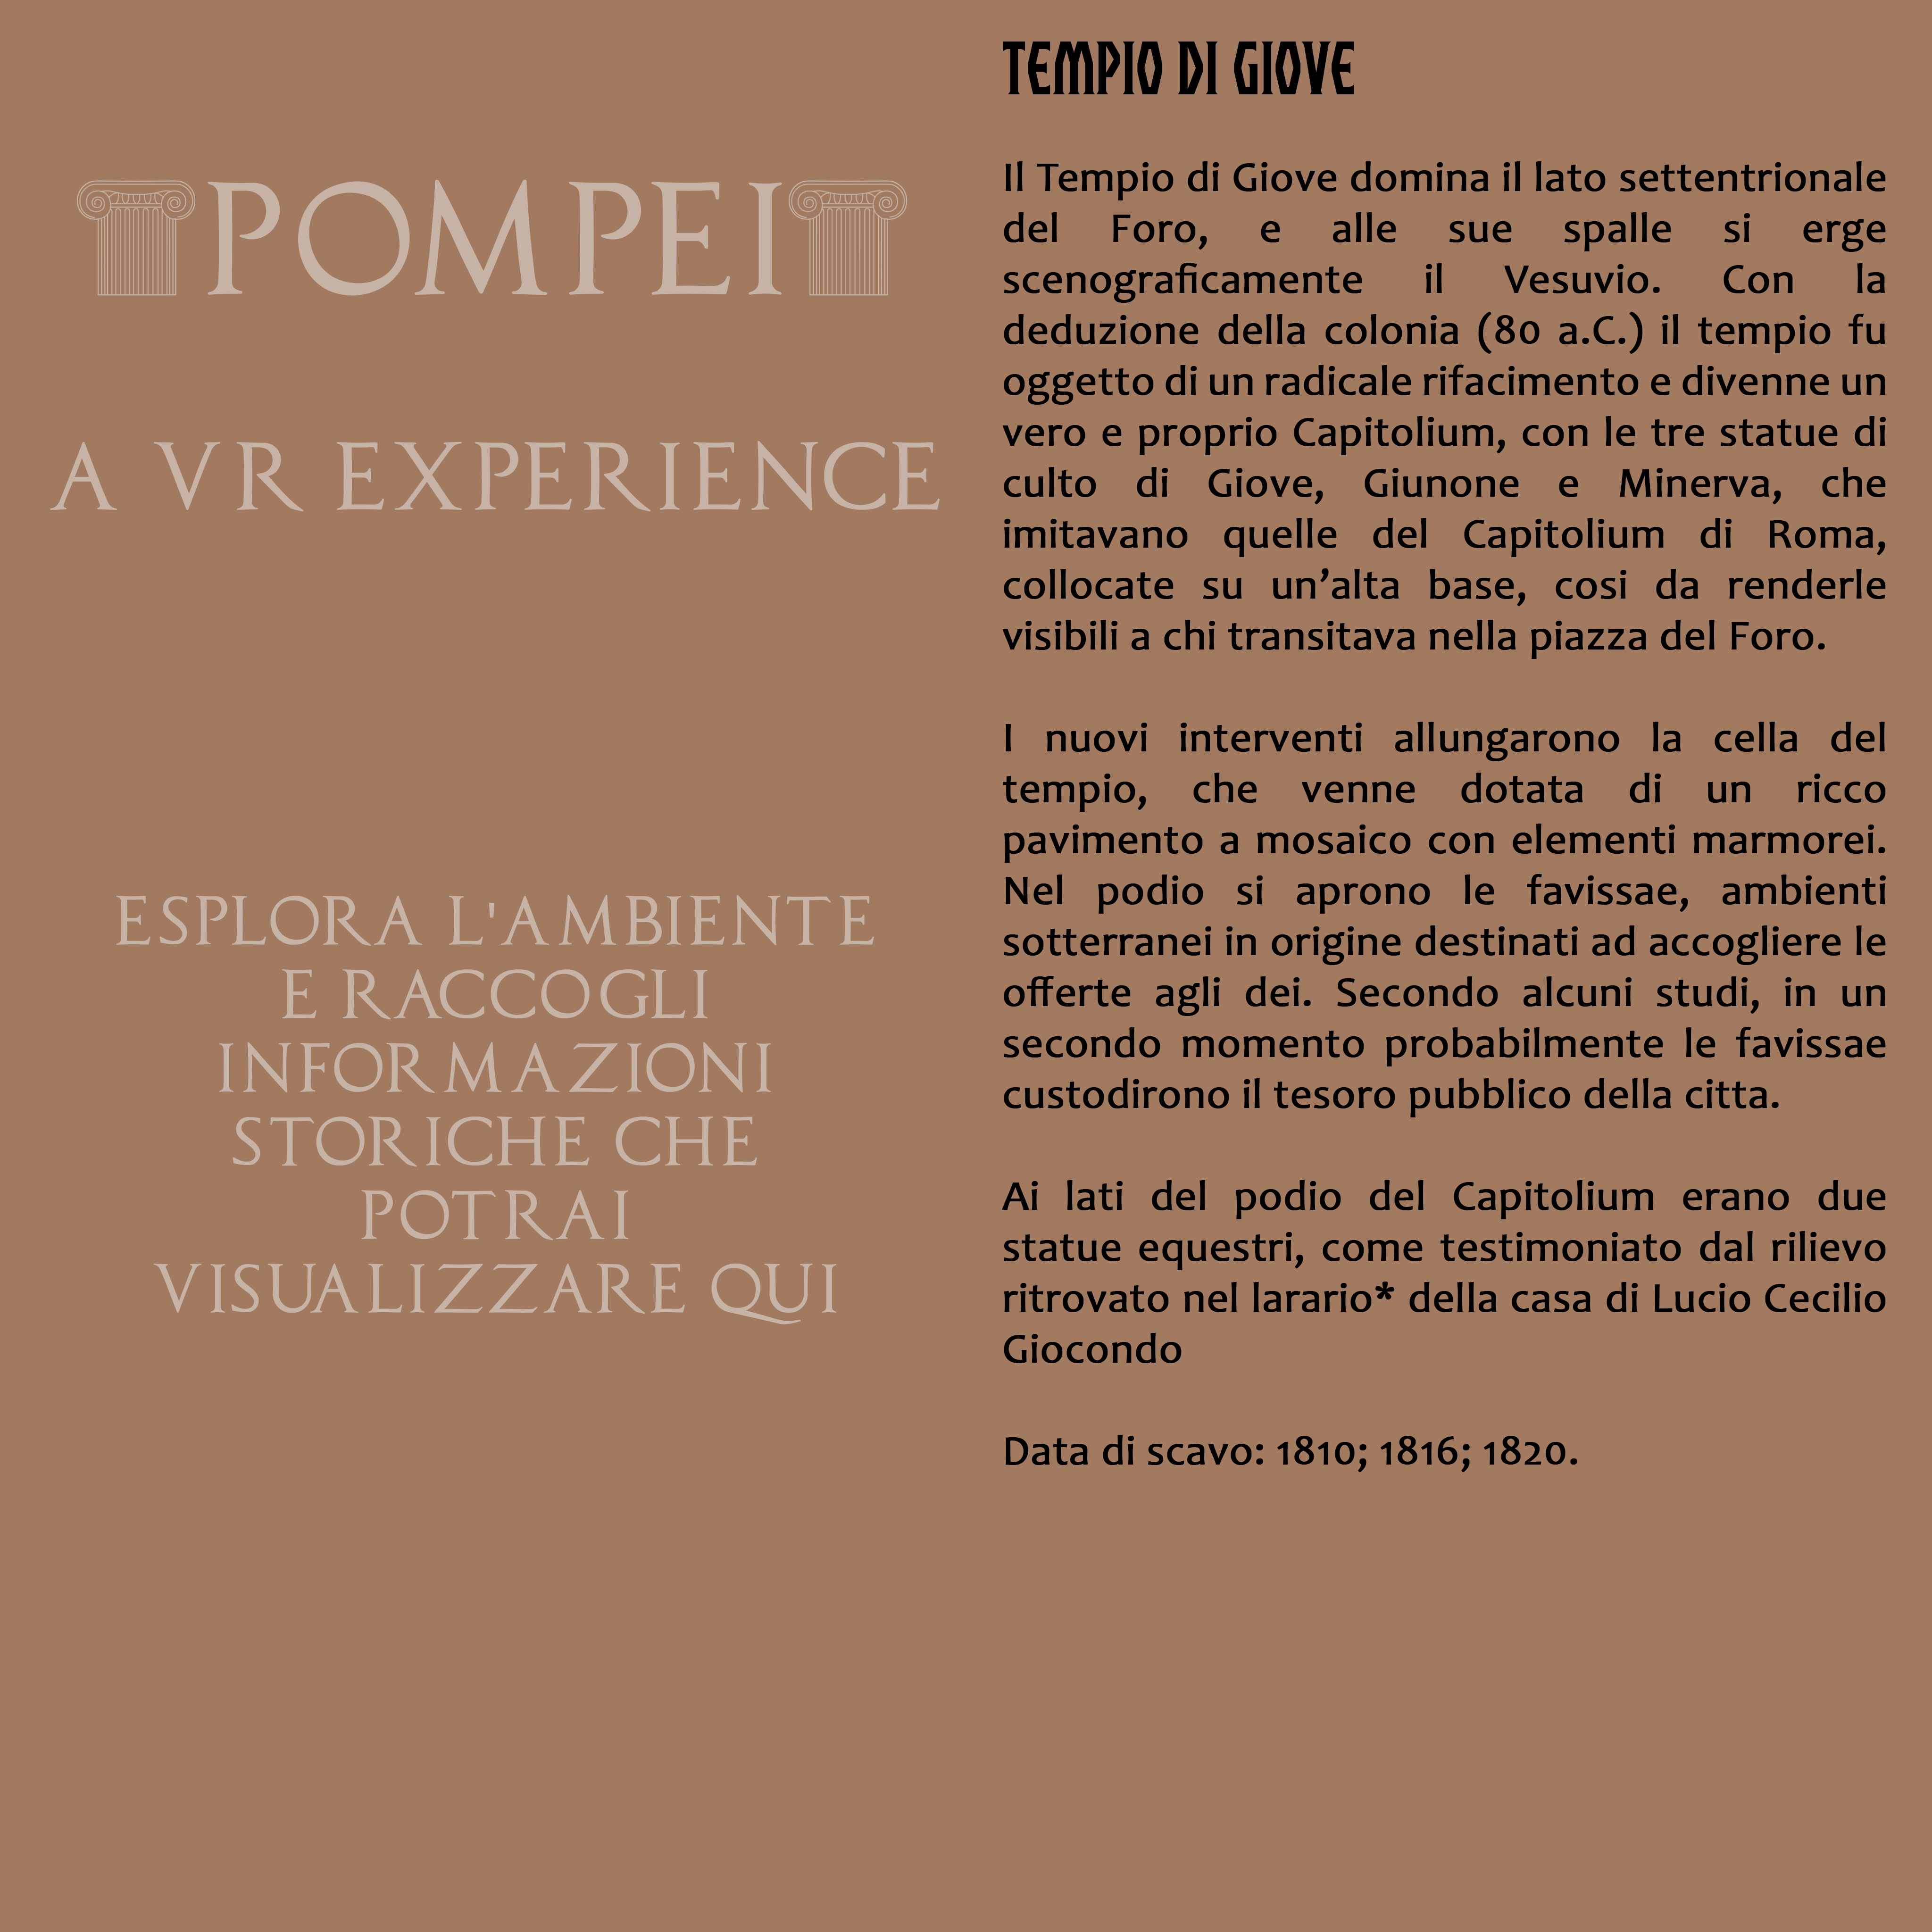 POMPEI
A VR EXPERIENCE
ESPLORA L'AMBIENTE
E RACCOGLI
INFORMAZIONI
STORICHE CHE
POTRAI
VISUALIZZARE QUI
TEMPIO DI GIOVE
Il Tempio di Giove domina il lato settentrionale
del Foro, e alle sue spalle si erge
scenograficamente il Vesuvio. Con la
deduzione della colonia (80 a.C.) il tempio fu
oggetto di un radicale rifacimento e divenne un
vero e proprio Capitolium, con le tre statue di
culto di Giove, Giunone e Minerva, che
imitavano quelle del Capitolium di Roma,
collocate su un’alta base, cosi da renderle
visibili a chi transitava nella piazza del Foro.
I nuovi interventi allungarono la cella del
tempio, che venne dotata di un ricco
pavimento a mosaico con elementi marmorei.
Nel podio si aprono le favissae, ambienti
sotterranei in origine destinati ad accogliere le
offerte agli dei. Secondo alcuni studi, in un
secondo momento probabilmente le favissae
custodirono il tesoro pubblico della citta.
Ai lati del podio del Capitolium erano due
statue equestri, come testimoniato dal rilievo
ritrovato nel larario* della casa di Lucio Cecilio
Giocondo
Data di scavo: 1810; 1816; 1820.